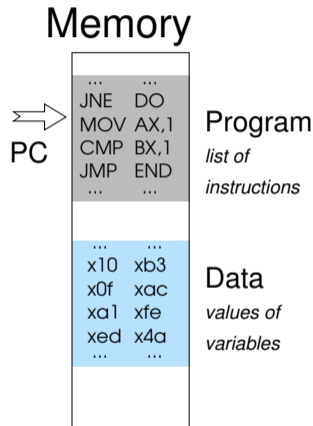 Memory
... ...
JNE DO
MOV AX,1
CMP BX,1
JMP END
... ...
PC
Program
list of
instructions
... ...
x10 xb3
x0f xac
xa1 xfe
xed x4a
... ...
Data
values of
variables